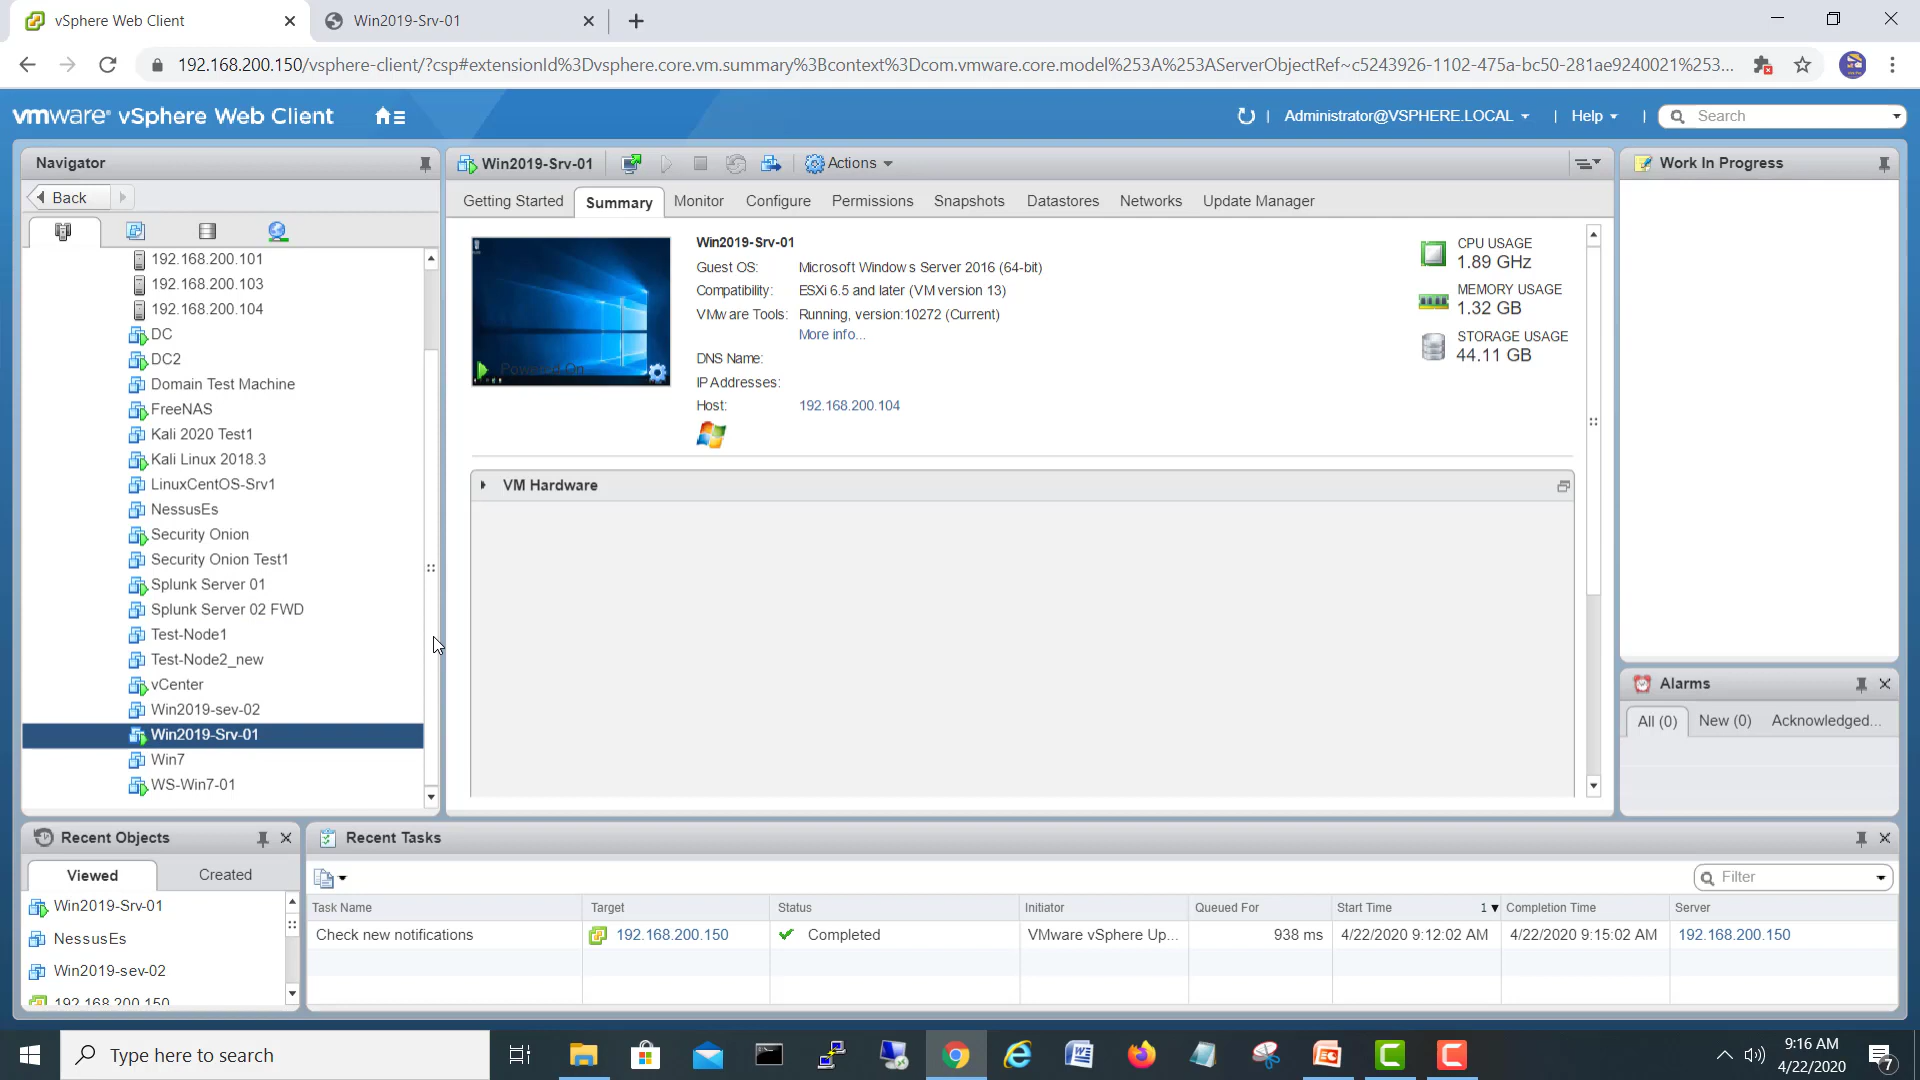 vSphere Web Client
Win2019-Srv-01
192.168.200.150/vsphere-client/?csp#extensionId%3Dvsphere.core.vm.summary%3Bcontext%3Dcom.vmware.core.model%253A%253AServerObjectRef~c5243926-1102-475a-bc50-281ae9240021%253...
vmware® vSphere Web Client
Administrator@VSPHERE.LOCAL
Help
Search
Navigator
Back
192.168.200.101
192.168.200.103
192.168.200.104
DC
DC2
Domain Test Machine
FreeNAS
Kali 2020 Test1
Kali Linux 2018.3
LinuxCentOS-Srv1
NessusEs
Security Onion
Security Onion Test1
Splunk Server 01
Splunk Server 02 FWD
Test-Node1
Test-Node2_new
vCenter
Win2019-sev-02
Win2019-Srv-01
Win7
WS-Win7-01
Win2019-Srv-01
Actions
Getting Started Summary Monitor Configure Permissions Snapshots Datastores Networks Update Manager
Powered On
Win2019-Srv-01
Guest OS: Microsoft Windows Server 2016 (64-bit)
Compatibility: ESXi 6.5 and later (VM version 13)
VMware Tools: Running, version:10272 (Current)
More info...
DNS Name:
IP Addresses:
Host: 192.168.200.104
CPU USAGE
1.89 GHz
MEMORY USAGE
1.32 GB
STORAGE USAGE
44.11 GB
VM Hardware
Work In Progress
Alarms
All (0) New (0) Acknowledged...
Recent Objects
Viewed Created
Win2019-Srv-01
NessusEs
Win2019-sev-02
192.168.200.150
Recent Tasks
Filter
Task Name Target Status Initiator Queued For Start Time 1 Completion Time Server
Check new notifications 192.168.200.150 Completed VMware vSphere Up... 938 ms 4/22/2020 9:12:02 AM 4/22/2020 9:15:02 AM 192.168.200.150
Type here to search
9:16 AM
4/22/2020
7